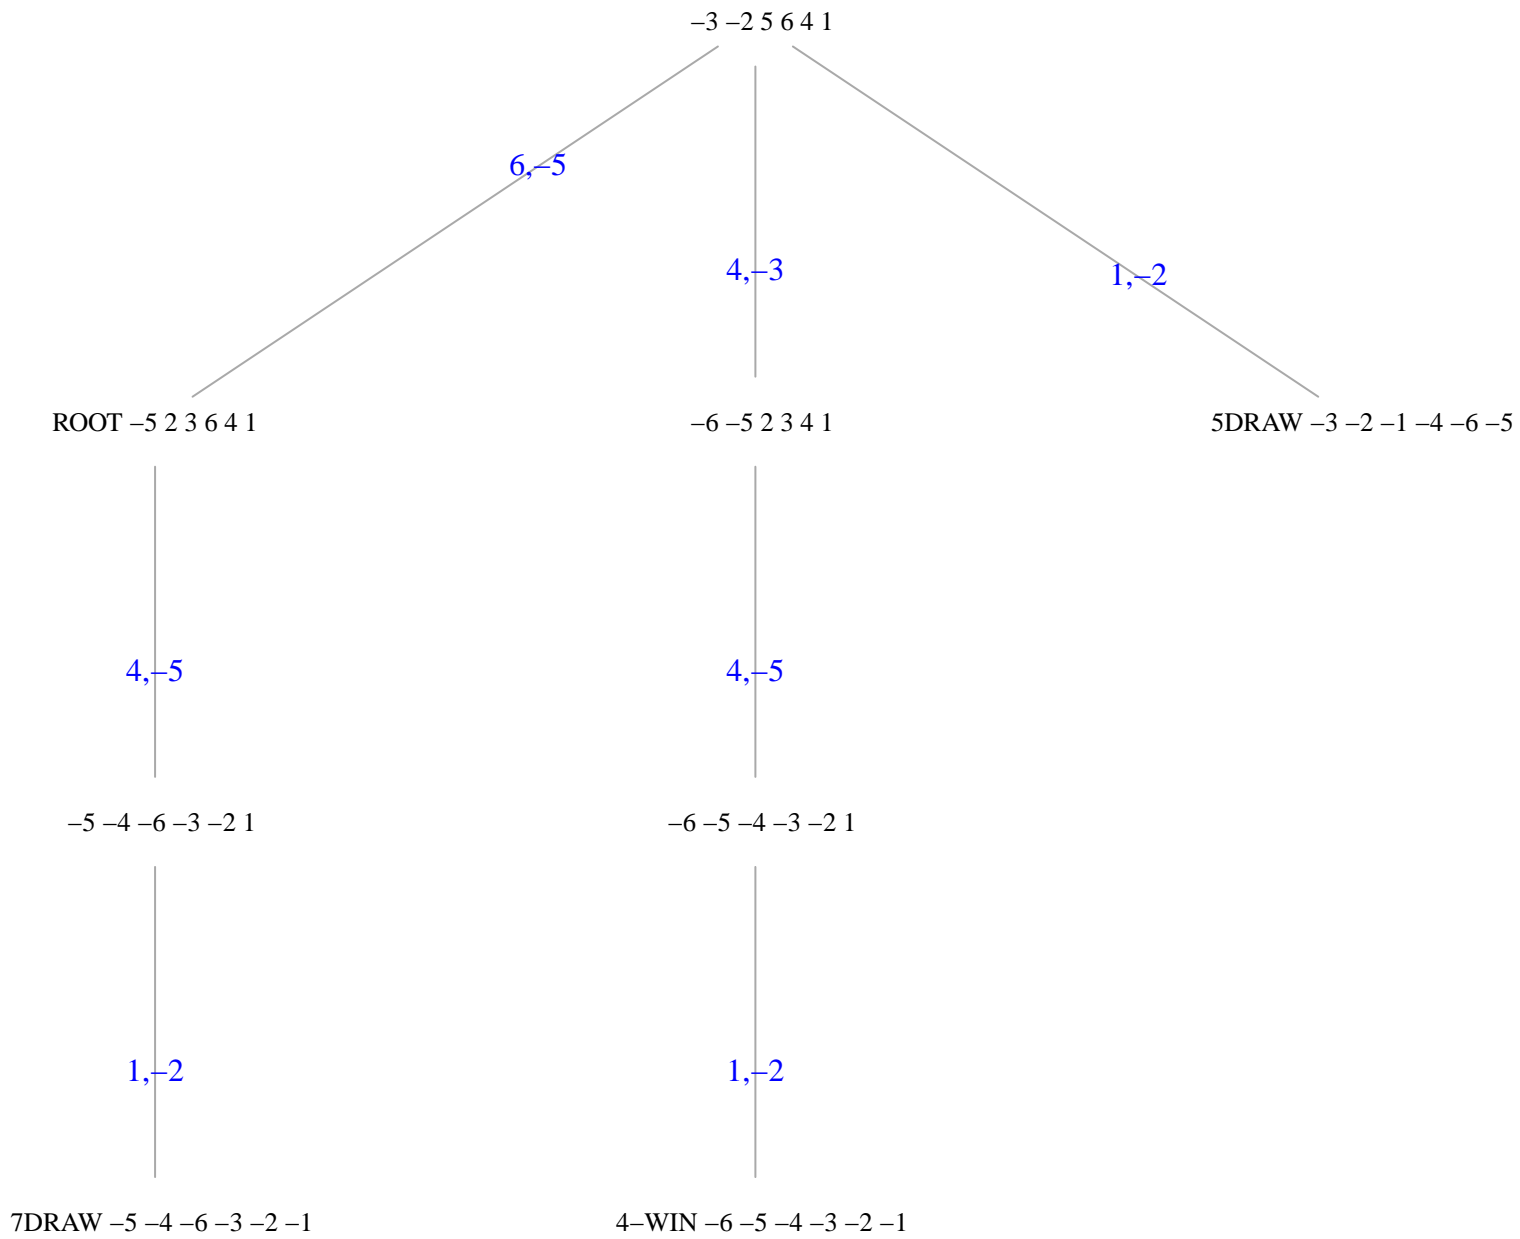 –3 –2 5 6 4 1
6,–5
4,–3
1,–2
ROOT –5 2 3 6 4 1
–6 –5 2 3 4 1
5DRAW –3 –2 –1 –4 –6 –5
4,–5
4,–5
–5 –4 –6 –3 –2 1
–6 –5 –4 –3 –2 1
1,–2
1,–2
7DRAW –5 –4 –6 –3 –2 –1
4–WIN –6 –5 –4 –3 –2 –1